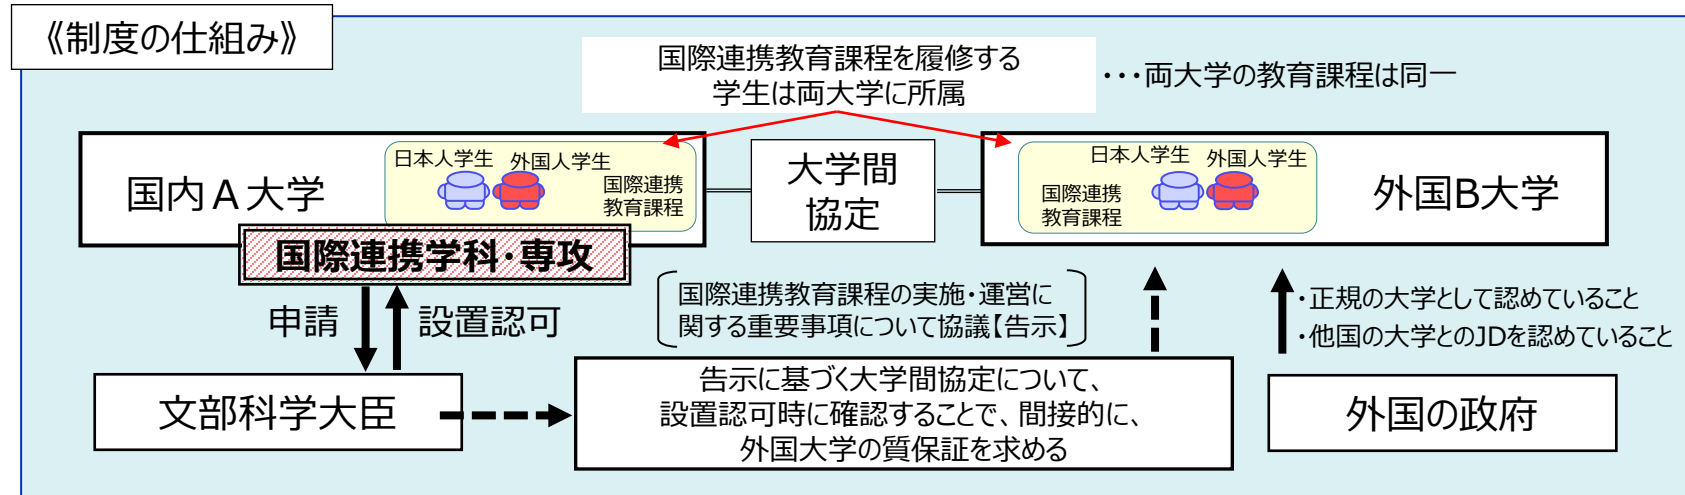 《制度の仕組み》
国際連携教育課程を履修する
学生は両大学に所属
・・・両大学の教育課程は同一
国内A大学
日本人学生
外国人学生
国際連携
教育課程
国際連携学科・専攻
大学間
協定
日本人学生
外国人学生
国際連携
教育課程
外国B大学
申請
設置認可
国際連携教育課程の実施・運営に
関する重要事項について協議【告示】
・正規の大学として認めていること
・他国の大学とのJDを認めていること
文部科学大臣
告示に基づく大学間協定について、
設置認可時に確認することで、間接的に、
外国大学の質保証を求める
外国の政府